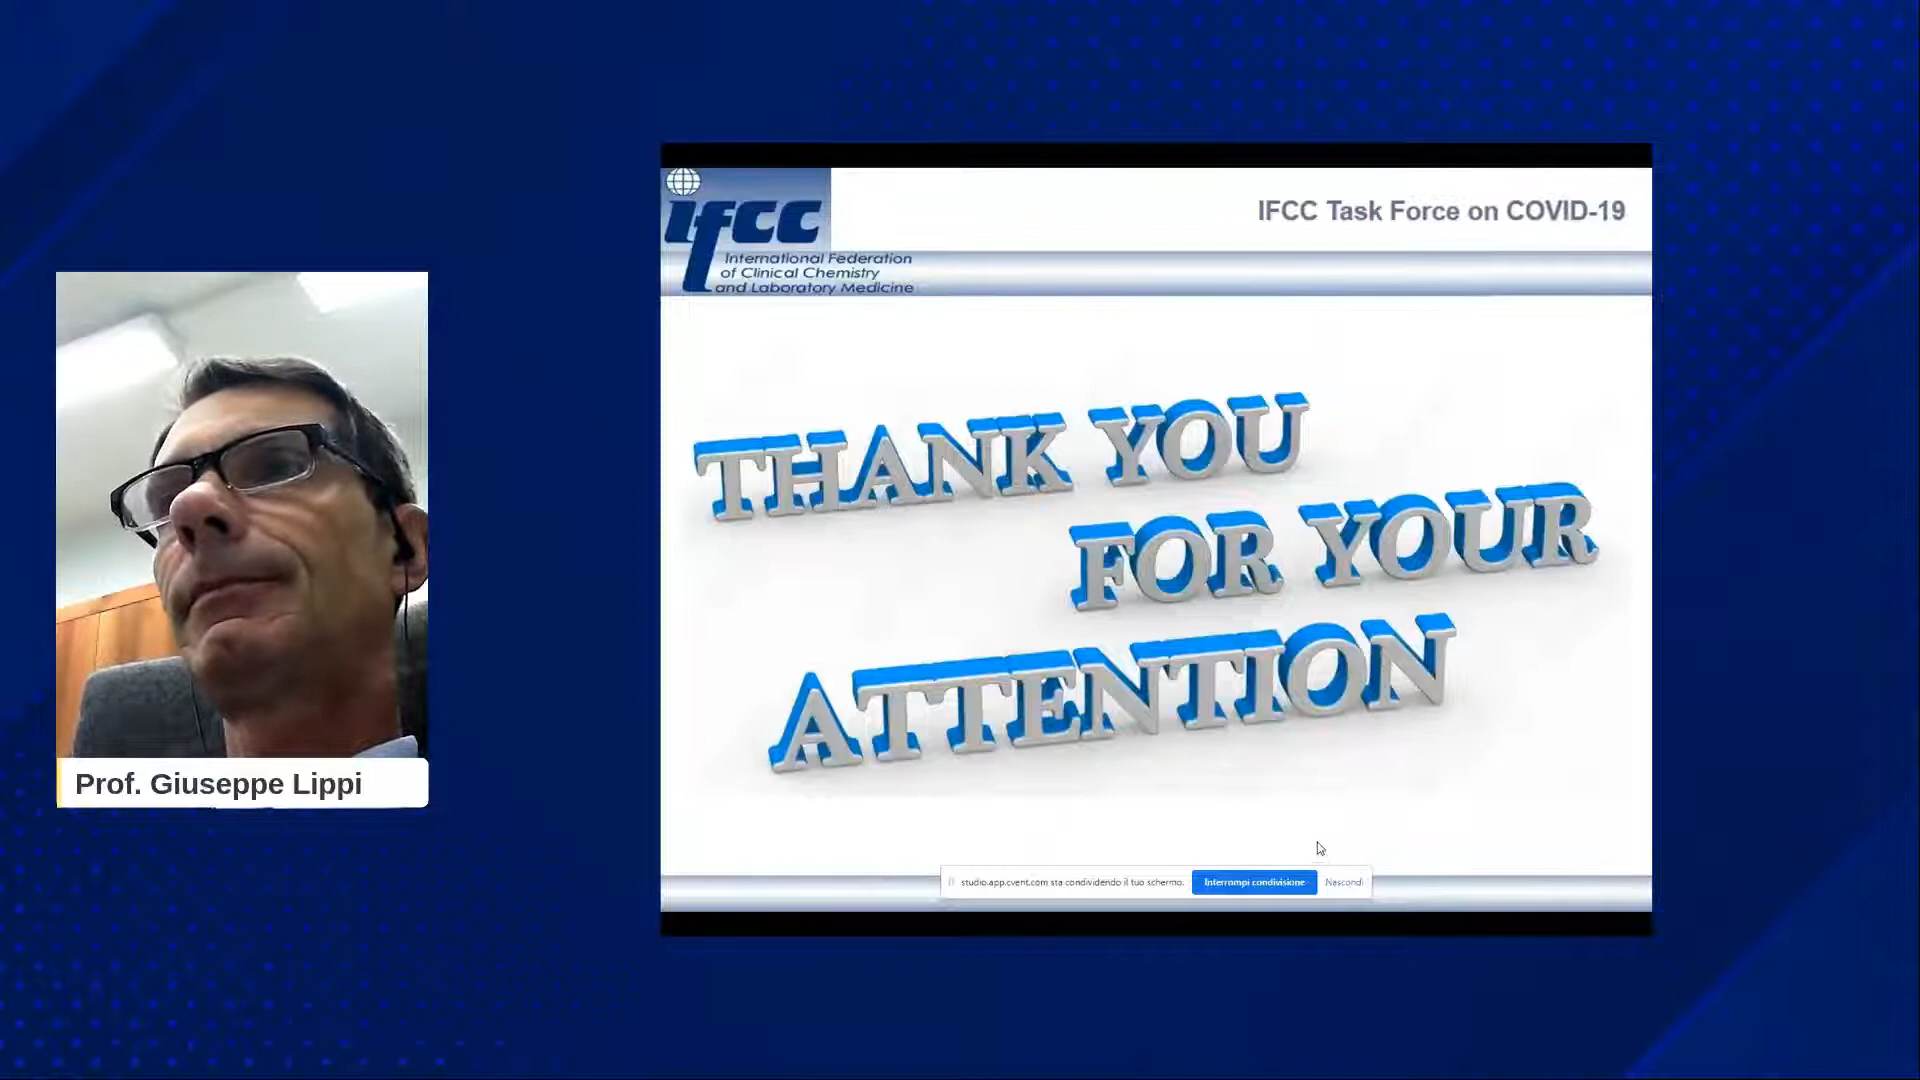 ifcc
International Federation
of Clinical Chemistry
and Laboratory Medicine
IFCC Task Force on COVID-19
THANK YOU
FOR YOUR
ATTENTION
Prof. Giuseppe Lippi
studio.app.cvent.com sta condividendo il tuo schermo.
Interrompi condivisione
Nascondi